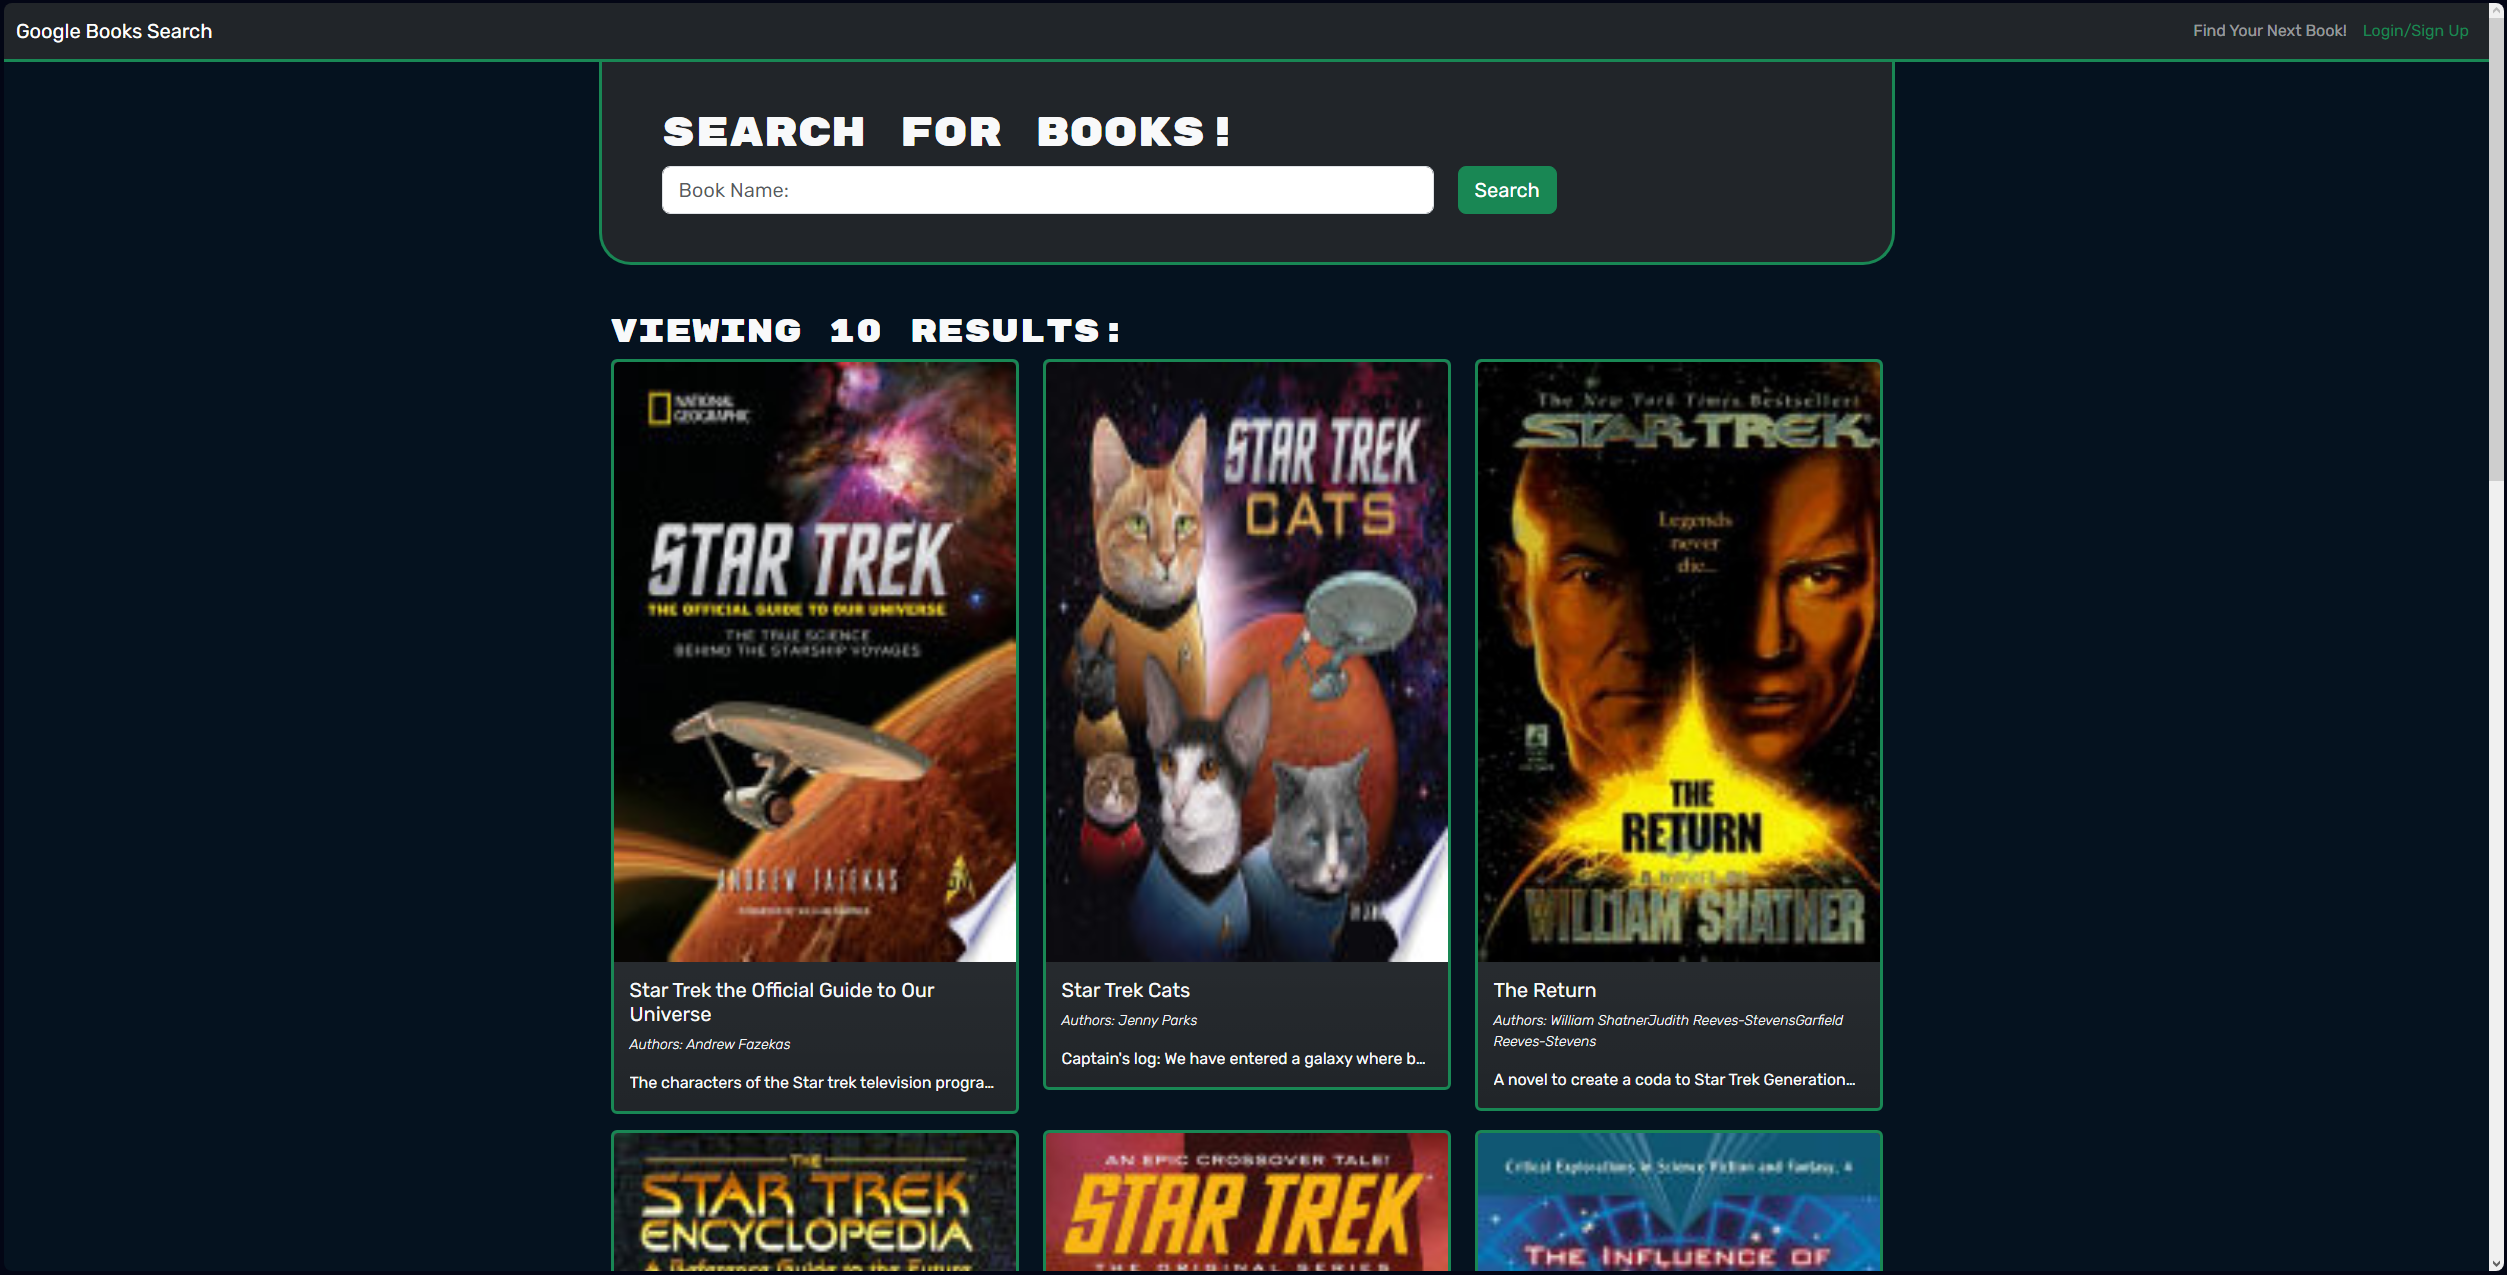 Google Books Search
Find Your Next Book!
Login/Sign Up
SEARCH FOR BOOKS!
Book Name:
Search
VIEWING 10 RESULTS:
NATIONAL
GEOGRAPHIC
STAR TREK
THE OFFICIAL GUIDE TO OUR UNIVERSE
THE TRUE SCIENCE
BEHIND THE STARSHIP VOYAGES
ANDREW FAZEKAS
Star Trek the Official Guide to Our
Universe
Authors: Andrew Fazekas
The characters of the Star trek television progra...
STAR TREK
CATS
Star Trek Cats
Authors: Jenny Parks
Captain's log: We have entered a galaxy where b...
The New York Times Bestseller!
STAR TREK
Legends
never
die...
THE
RETURN
A NOVEL BY
WILLIAM SHATNER
The Return
Authors: William ShatnerJudith Reeves-StevensGarfield
Reeves-Stevens
A novel to create a coda to Star Trek Generation...
THE
STAR TREK
ENCYCLOPEDIA
A Reference Guide to the Future
AN EPIC CROSSOVER TALE!
STAR TREK
THE ORIGINAL SERIES
Critical Explorations in Science Fiction and Fantasy, 4
THE INFLUENCE OF